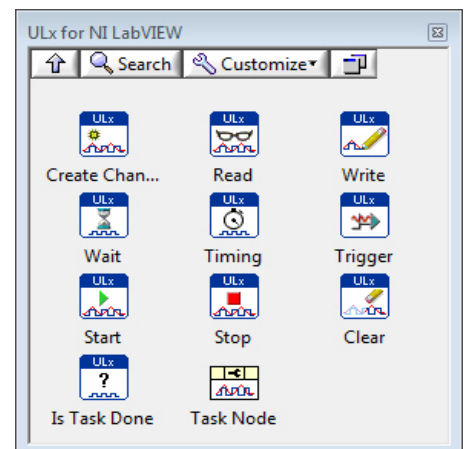 ULx for NI LabVIEW
Search Customize
ULx ULx ULx
Create Chan... Read Write
ULx ULx ULx
Wait Timing Trigger
ULx ULx ULx
Start Stop Clear
ULx
?
Is Task Done Task Node